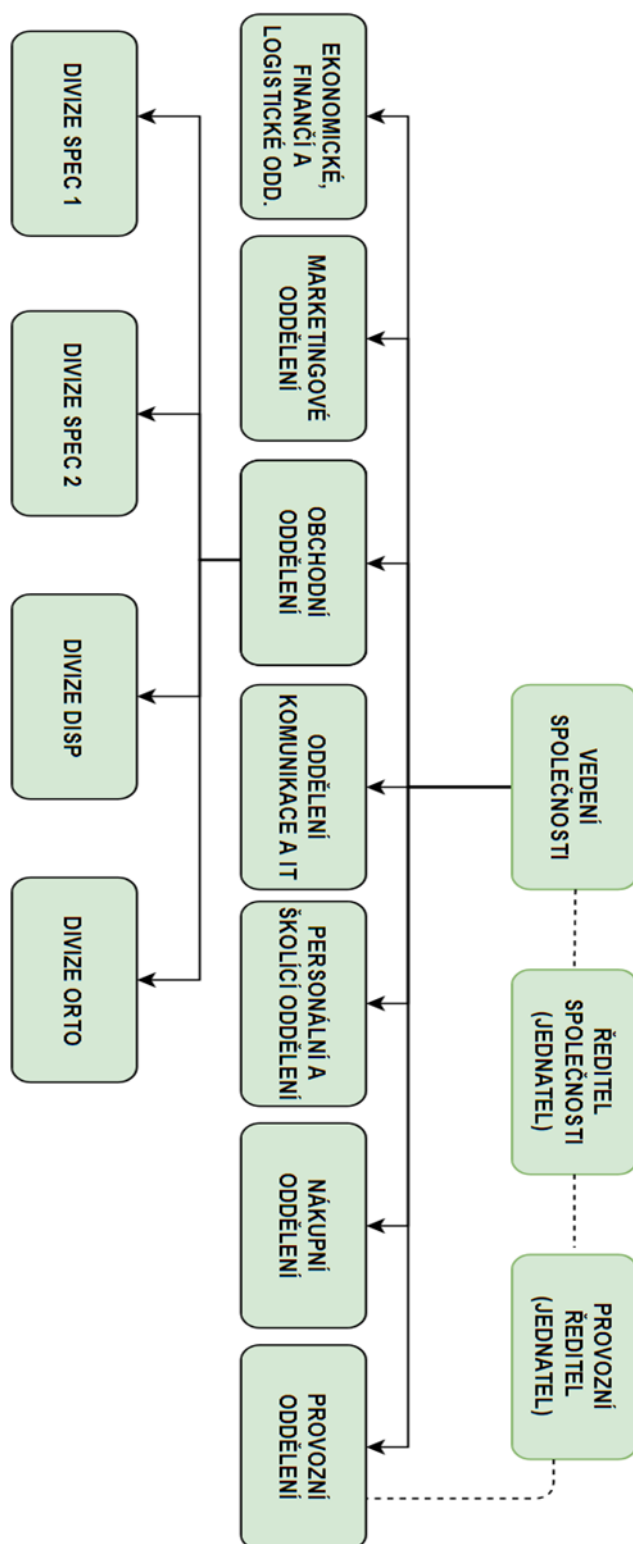 VEDENÍ
SPOLEČNOSTI
ŘEDITEL
SPOLEČNOSTI
(JEDNATEL)
PROVOZNÍ
ŘEDITEL
(JEDNATEL)
EKONOMICKÉ,
FINANČÍ A
LOGISTICKÉ ODD.
MARKETINGOVÉ
ODDĚLENÍ
OBCHODNÍ
ODDĚLENÍ
ODDĚLENÍ
KOMUNIKACE A IT
PERSONÁLNÍ A
ŠKOLÍCÍ ODDĚLENÍ
NÁKUPNÍ
ODDĚLENÍ
PROVOZNÍ
ODDĚLENÍ
DIVIZE SPEC 1
DIVIZE SPEC 2
DIVIZE DISP
DIVIZE ORTO